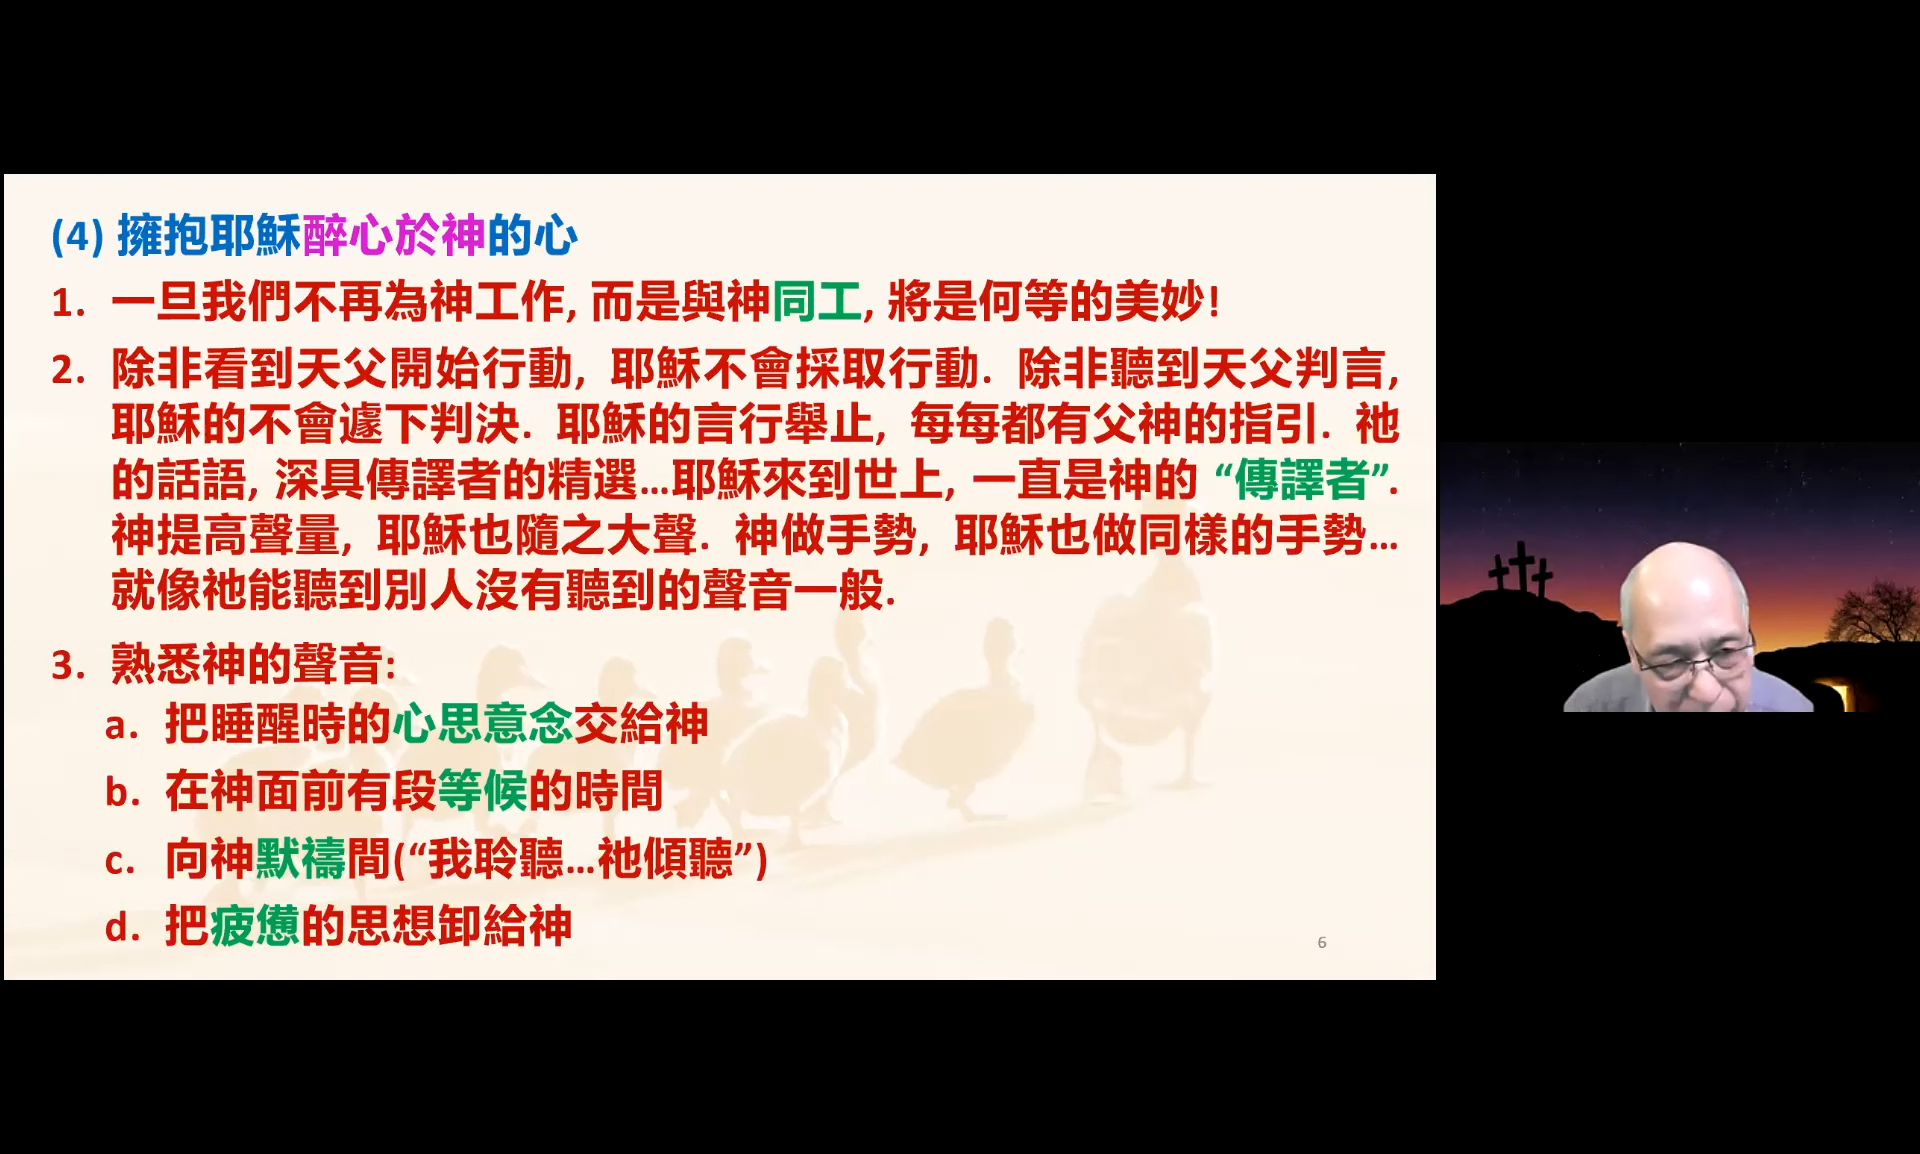 (4) 擁抱耶穌醉心於神的心
1. 一旦我們不再為神工作, 而是與神同工, 將是何等的美妙!
2. 除非看到天父開始行動, 耶穌不會採取行動. 除非聽到天父判言,
耶穌的不會遽下判決. 耶穌的言行舉止, 每每都有父神的指引. 祂
的話語, 深具傳譯者的精選…耶穌來到世上, 一直是神的 “傳譯者”.
神提高聲量, 耶穌也隨之大聲. 神做手勢, 耶穌也做同樣的手勢…
就像祂能聽到別人沒有聽到的聲音一般.
3. 熟悉神的聲音:
a. 把睡醒時的心思意念交給神
b. 在神面前有段等候的時間
c. 向神默禱間(“我聆聽…祂傾聽”)
d. 把疲憊的思想卸給神
6